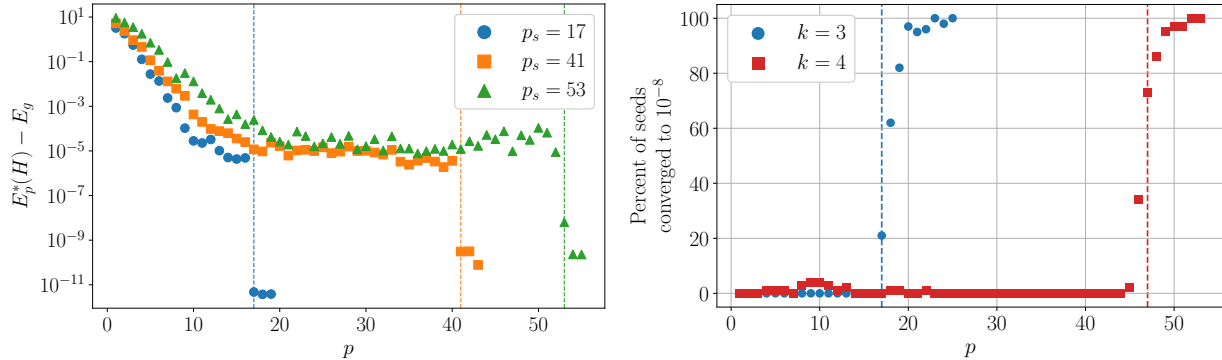 10^1
10^{-1}
10^{-3}
10^{-5}
10^{-7}
10^{-9}
10^{-11}
E_p^*(H) − E_g
0 10 20 30 40 50
p
p_s = 17
p_s = 41
p_s = 53
100
80
60
40
20
0
Percent of seeds
converged to 10^{-8}
0 10 20 30 40 50
p
k = 3
k = 4